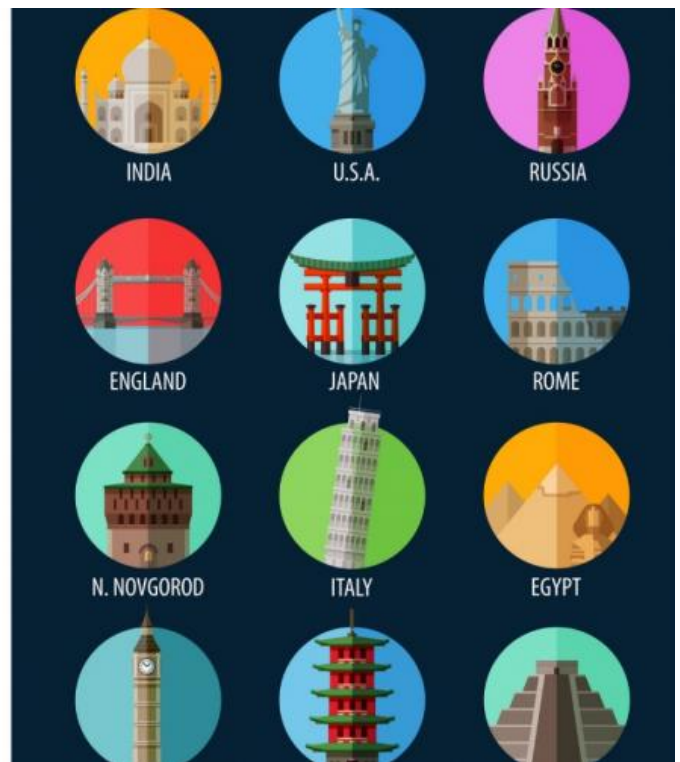 INDIA
U.S.A.
RUSSIA
ENGLAND
JAPAN
ROME
N. NOVGOROD
ITALY
EGYPT